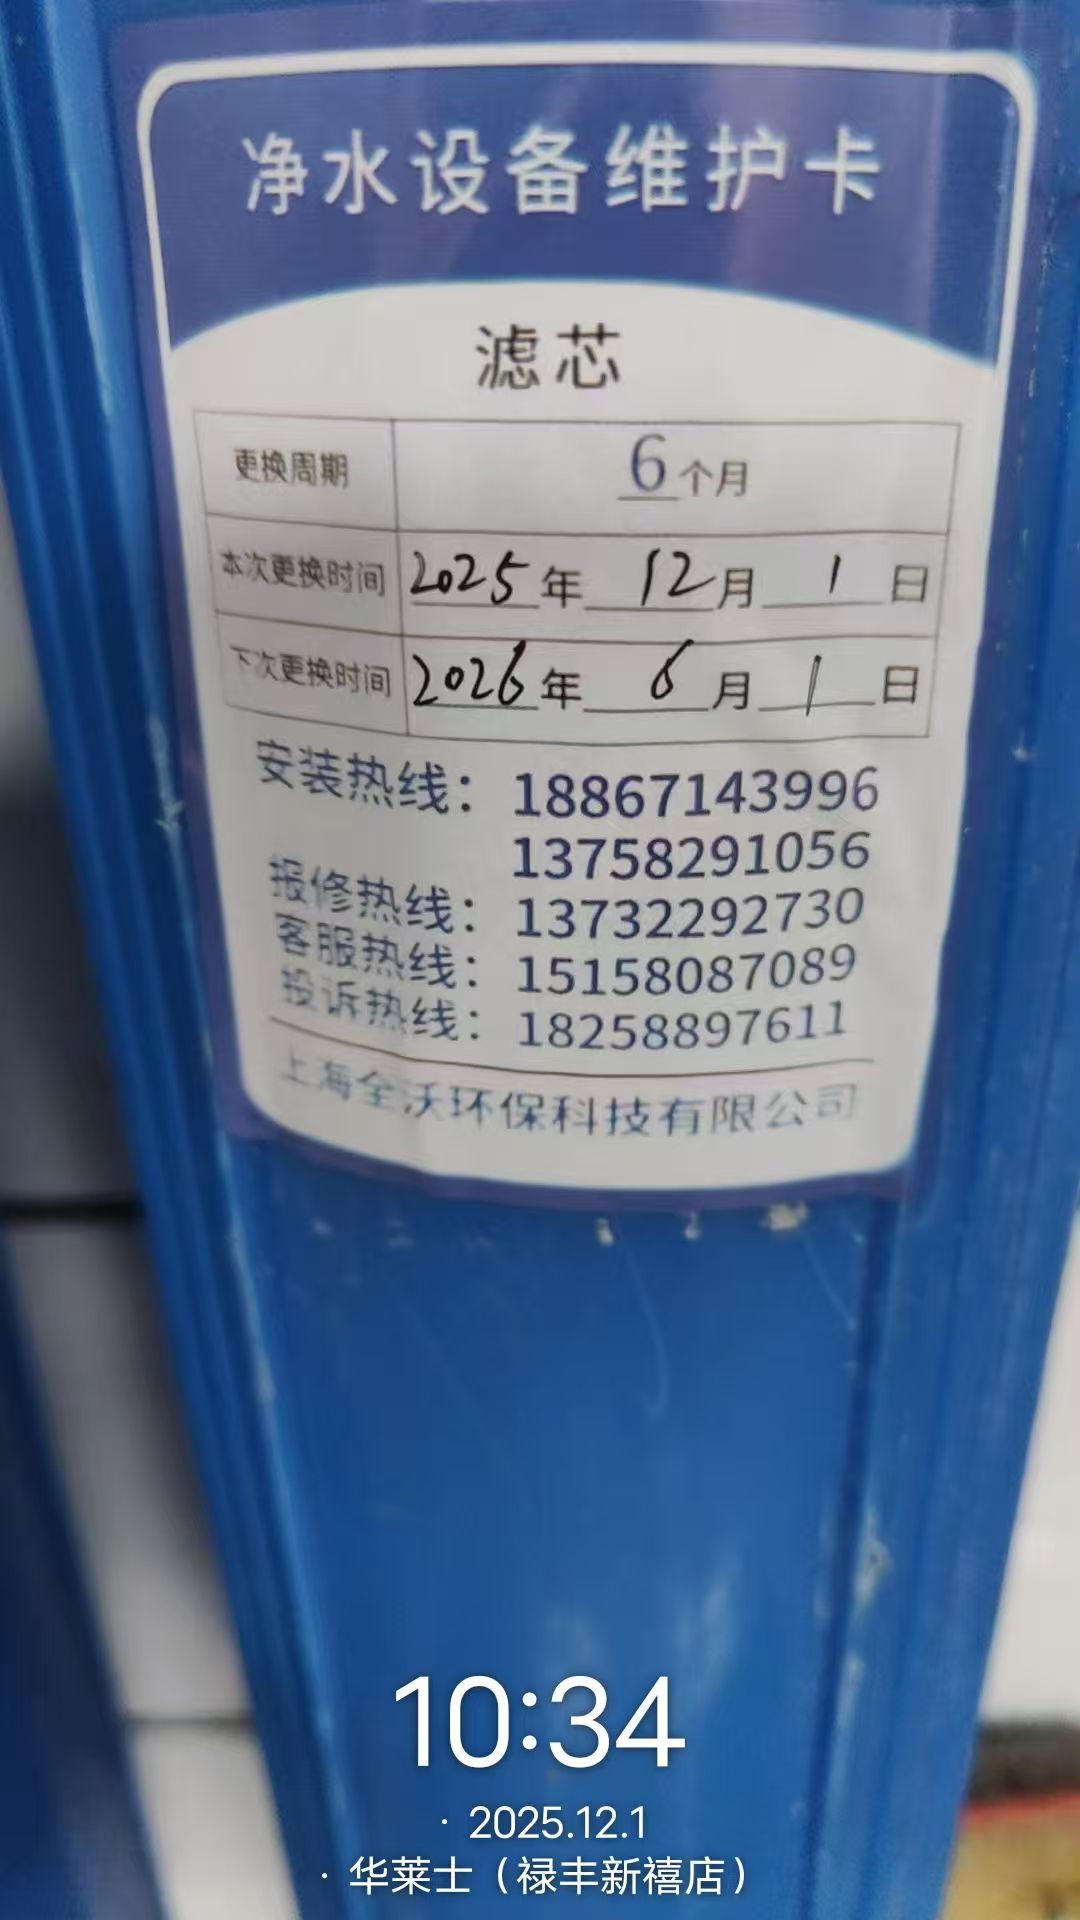 净水设备维护卡
滤芯
更换周期 6个月
本次更换时间 2025年 12月 1日
下次更换时间 2026年 6月 1日
安装热线：18867143996
13758291056
报修热线：13732292730
客服热线：15158087089
投诉热线：18258897611
上海全沃环保科技有限公司
10:34
· 2025.12.1
· 华莱士（禄丰新禧店）